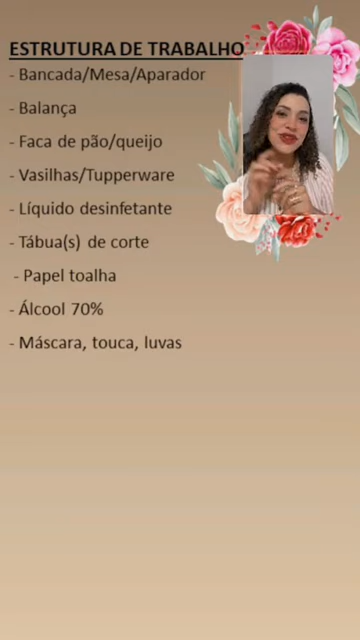 ESTRUTURA DE TRABALHO
- Bancada/Mesa/Aparador
- Balança
- Faca de pão/queijo
- Vasilhas/Tupperware
- Líquido desinfetante
- Tábua(s) de corte
- Papel toalha
- Álcool 70%
- Máscara, touca, luvas